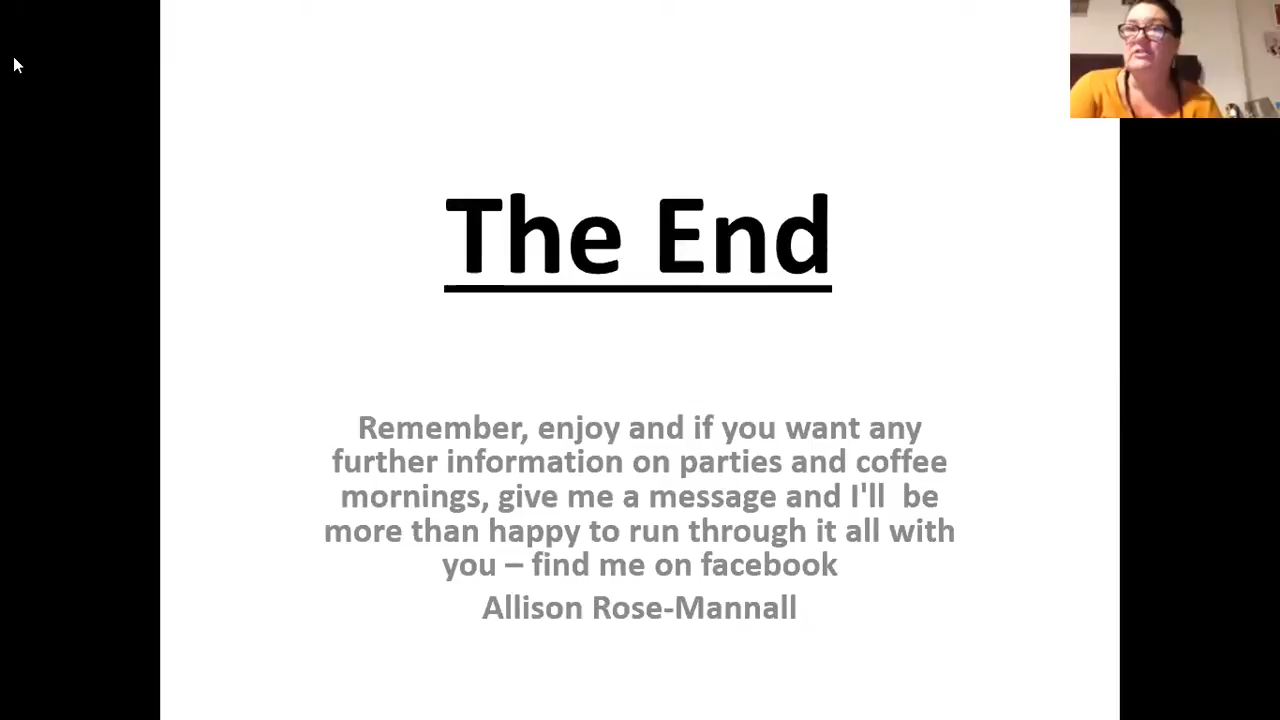 The End
Remember, enjoy and if you want any
further information on parties and coffee
mornings, give me a message and I'll  be
more than happy to run through it all with
you – find me on facebook
Allison Rose-Mannall